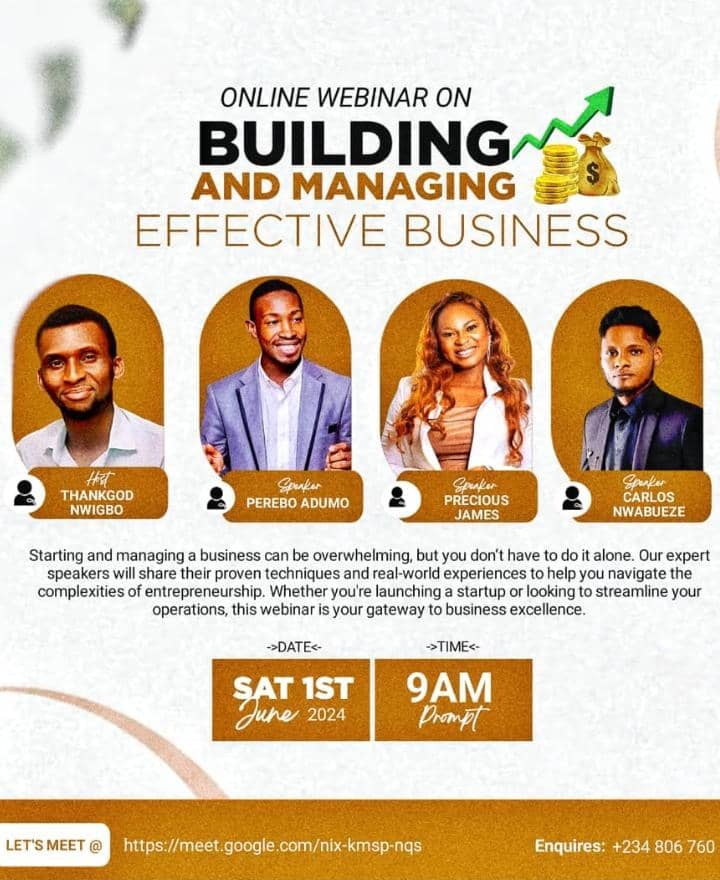 ONLINE WEBINAR ON
BUILDING
AND MANAGING
EFFECTIVE BUSINESS
$
Host
THANKGOD
NWIGBO
Speaker
PEREBO ADUMO
Speaker
PRECIOUS
JAMES
Speaker
CARLOS
NWABUEZE
Starting and managing a business can be overwhelming, but you don't have to do it alone. Our expert
speakers will share their proven techniques and real-world experiences to help you navigate the
complexities of entrepreneurship. Whether you're launching a startup or looking to streamline your
operations, this webinar is your gateway to business excellence.
->DATE<-
->TIME<-
SAT 1ST
June 2024
9AM
Prompt
LET'S MEET @
https://meet.google.com/nix-kmsp-nqs
Enquires: +234 806 760